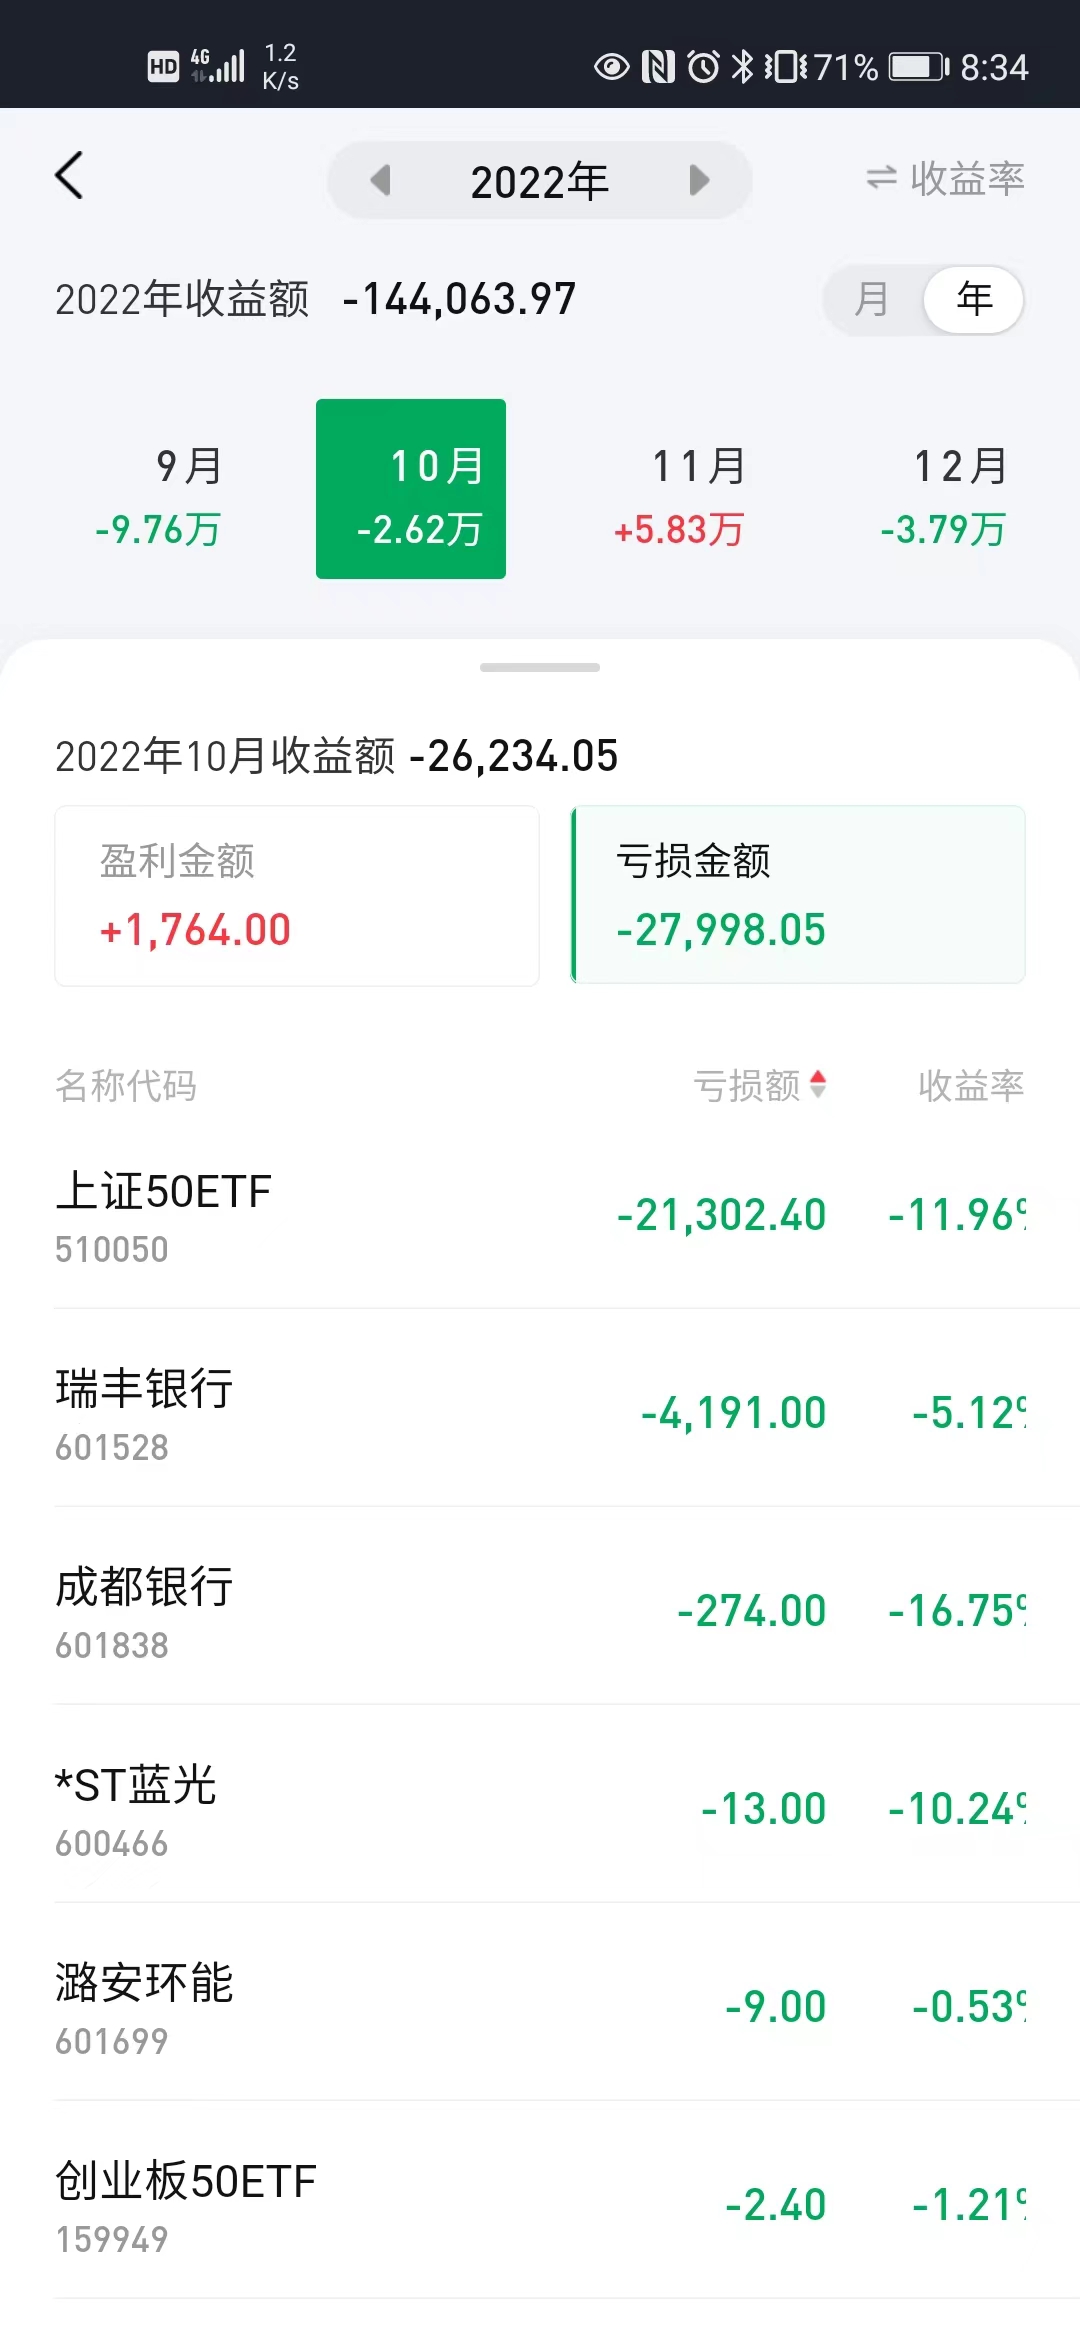 HD 4G 1.2 K/s 71% 8:34
2022年 收益率
2022年收益额 -144,063.97 月 年
9月 10月 11月 12月
-9.76万 -2.62万 +5.83万 -3.79万
2022年10月收益额 -26,234.05
盈利金额 亏损金额
+1,764.00 -27,998.05
名称代码 亏损额 收益率
上证50ETF -21,302.40 -11.96%
510050
瑞丰银行 -4,191.00 -5.12%
601528
成都银行 -274.00 -16.75%
601838
*ST蓝光 -13.00 -10.24%
600466
潞安环能 -9.00 -0.53%
601699
创业板50ETF -2.40 -1.21%
159949